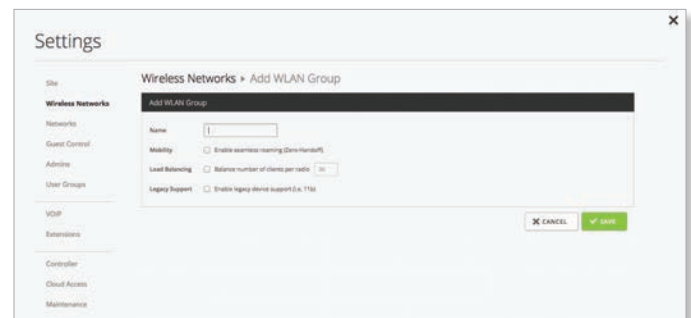 Settings
Site
Wireless Networks
Networks
Guest Control
Admins
User Groups
VOIP
Extensions
Controller
Cloud Access
Maintenance
Wireless Networks ▸ Add WLAN Group
Add WLAN Group
Name
Mobility Enable seamless roaming (Zero-Handoff)
Load Balancing Balance number of clients per radio
Legacy Support Enable legacy device support (i.e. 11b)
CANCEL SAVE